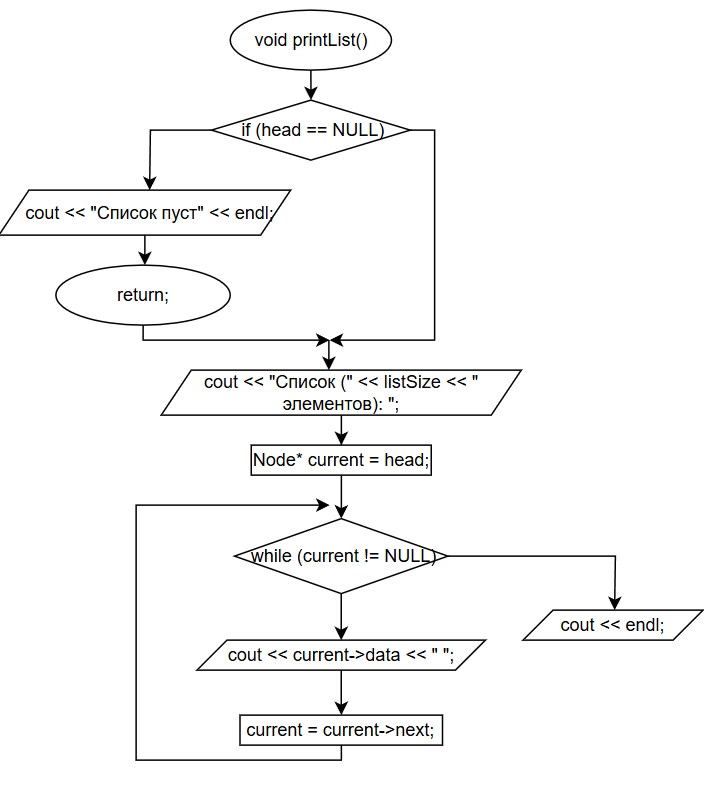 void printList()
if (head == NULL)
cout << "Список пуст" << endl;
return;
cout << "Список (" << listSize << "
элементов): ";
Node* current = head;
while (current != NULL)
cout << endl;
cout << current->data << " ";
current = current->next;